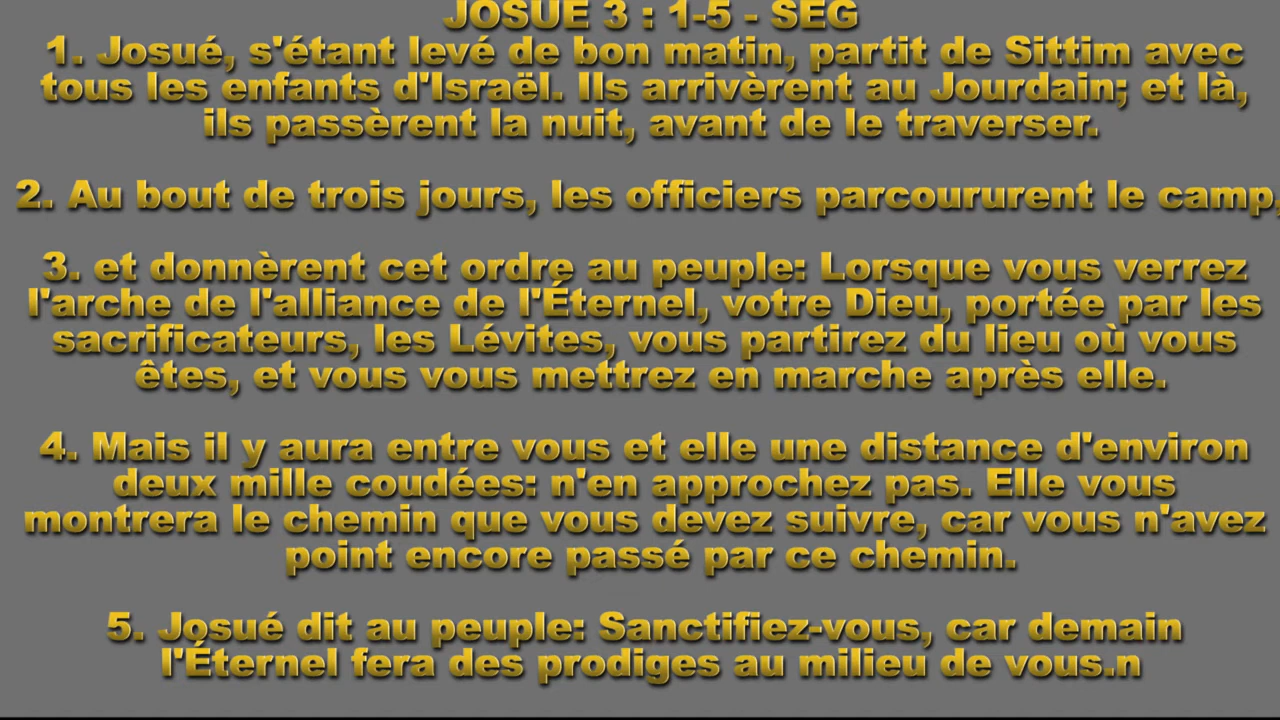 JOSUE 3 : 1-5 - SEG
1. Josué, s'étant levé de bon matin, partit de Sittim avec
tous les enfants d'Israël. Ils arrivèrent au Jourdain; et là,
ils passèrent la nuit, avant de le traverser.
2. Au bout de trois jours, les officiers parcoururent le camp,
3. et donnèrent cet ordre au peuple: Lorsque vous verrez
l'arche de l'alliance de l'Éternel, votre Dieu, portée par les
sacrificateurs, les Lévites, vous partirez du lieu où vous
êtes, et vous vous mettrez en marche après elle.
4. Mais il y aura entre vous et elle une distance d'environ
deux mille coudées: n'en approchez pas. Elle vous
montrera le chemin que vous devez suivre, car vous n'avez
point encore passé par ce chemin.
5. Josué dit au peuple: Sanctifiez-vous, car demain
l'Éternel fera des prodiges au milieu de vous.n